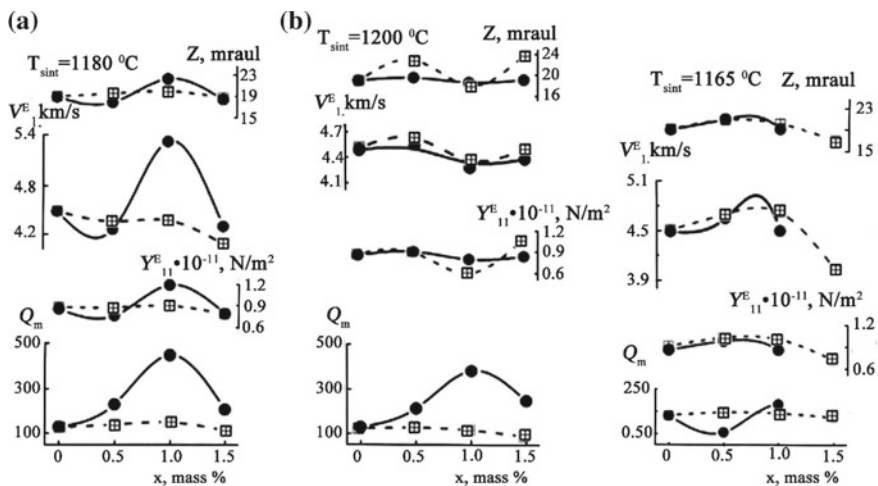 (a)
T_sint=1180 ⁰C
Z, mraul
23
19
15
V^E_1. km/s
5.4
4.8
4.2
Y^E_11•10^-11, N/m²
1.2
0.9
0.6
Q_m
500
300
100
0 0.5 1.0 1.5
x, mass %
(b)
T_sint=1200 ⁰C
Z, mraul
24
20
16
V^E_1. km/s
4.7
4.4
4.1
Y^E_11•10^-11, N/m²
1.2
0.9
0.6
Q_m
500
300
100
0 0.5 1.0 1.5
x, mass %
T_sint=1165 ⁰C
Z, mraul
23
19
15
V^E_1. km/s
5.1
4.5
3.9
Y^E_11•10^-11, N/m²
1.2
0.6
Q_m
250
0.50
0 0.5 1.0 1.5
x, mass %